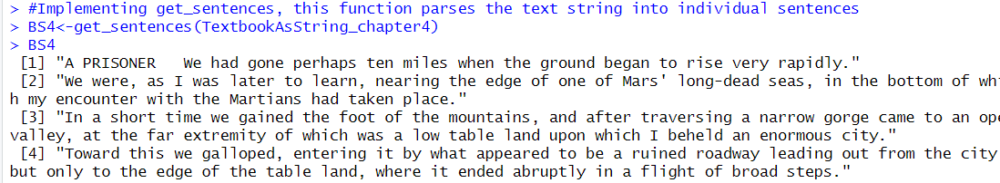 > #Implementing get_sentences, this function parses the text string into individual sentences
> BS4<-get_sentences(TextbookAsString_chapter4)
> BS4
[1] "A PRISONER   We had gone perhaps ten miles when the ground began to rise very rapidly."
[2] "We were, as I was later to learn, nearing the edge of one of Mars' long-dead seas, in the bottom of whi
h my encounter with the Martians had taken place."
[3] "In a short time we gained the foot of the mountains, and after traversing a narrow gorge came to an ope
valley, at the far extremity of which was a low table land upon which I beheld an enormous city."
[4] "Toward this we galloped, entering it by what appeared to be a ruined roadway leading out from the city
but only to the edge of the table land, where it ended abruptly in a flight of broad steps."